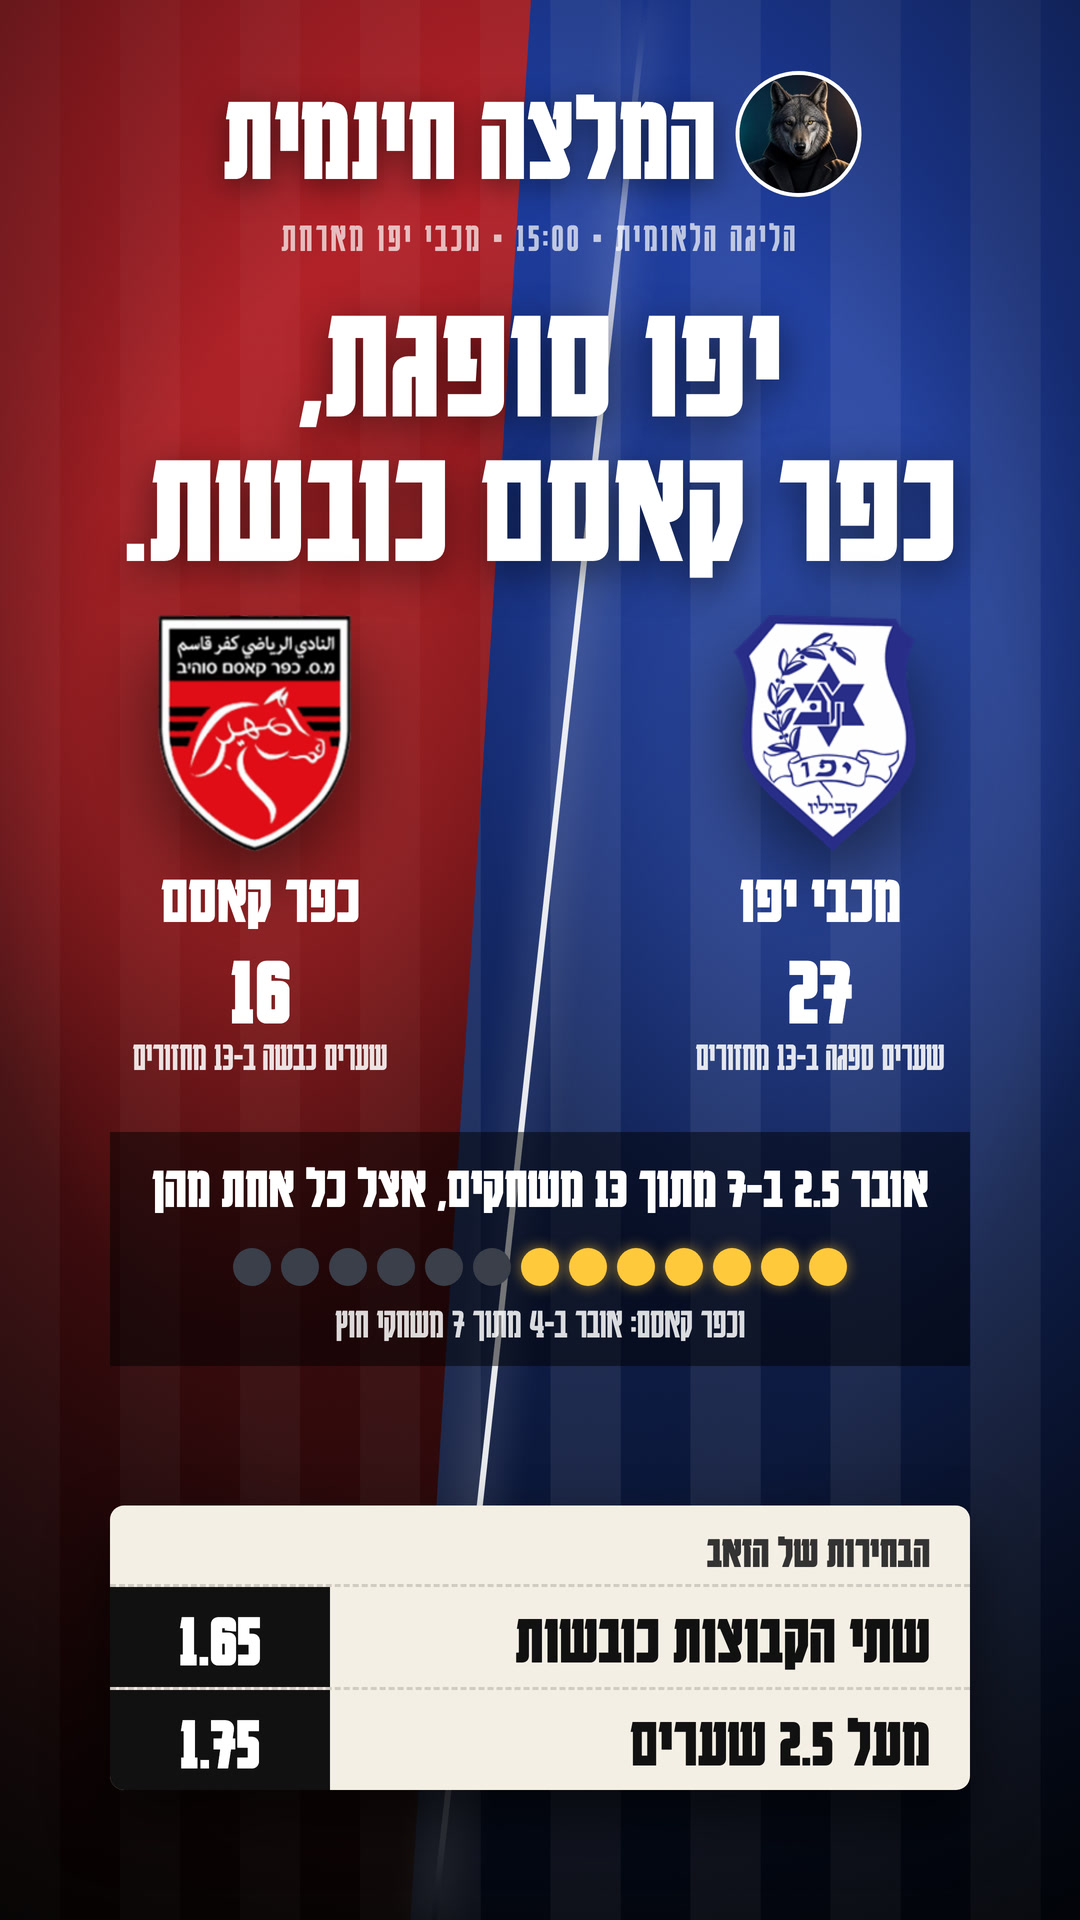 המלצה חינמית
הליגה הלאומית • 15:00 • מכבי יפו מארחת
יפו סופגת,
כפר קאסם כובשת.
النادي الرياضي كفر قاسم
מ.ס. כפר קאסם סוהיב
יפו
קביליו
מכבי יפו
27
שערים ספגה ב-13 מחזורים
כפר קאסם
16
שערים כבשה ב-13 מחזורים
אובר 2.5 ב-7 מתוך 13 משחקים, אצל כל אחת מהן
וכפר קאסם: אובר ב-4 מתוך 7 משחקי חוץ
הבחירות של הזאב
שתי הקבוצות כובשות 1.65
מעל 2.5 שערים 1.75